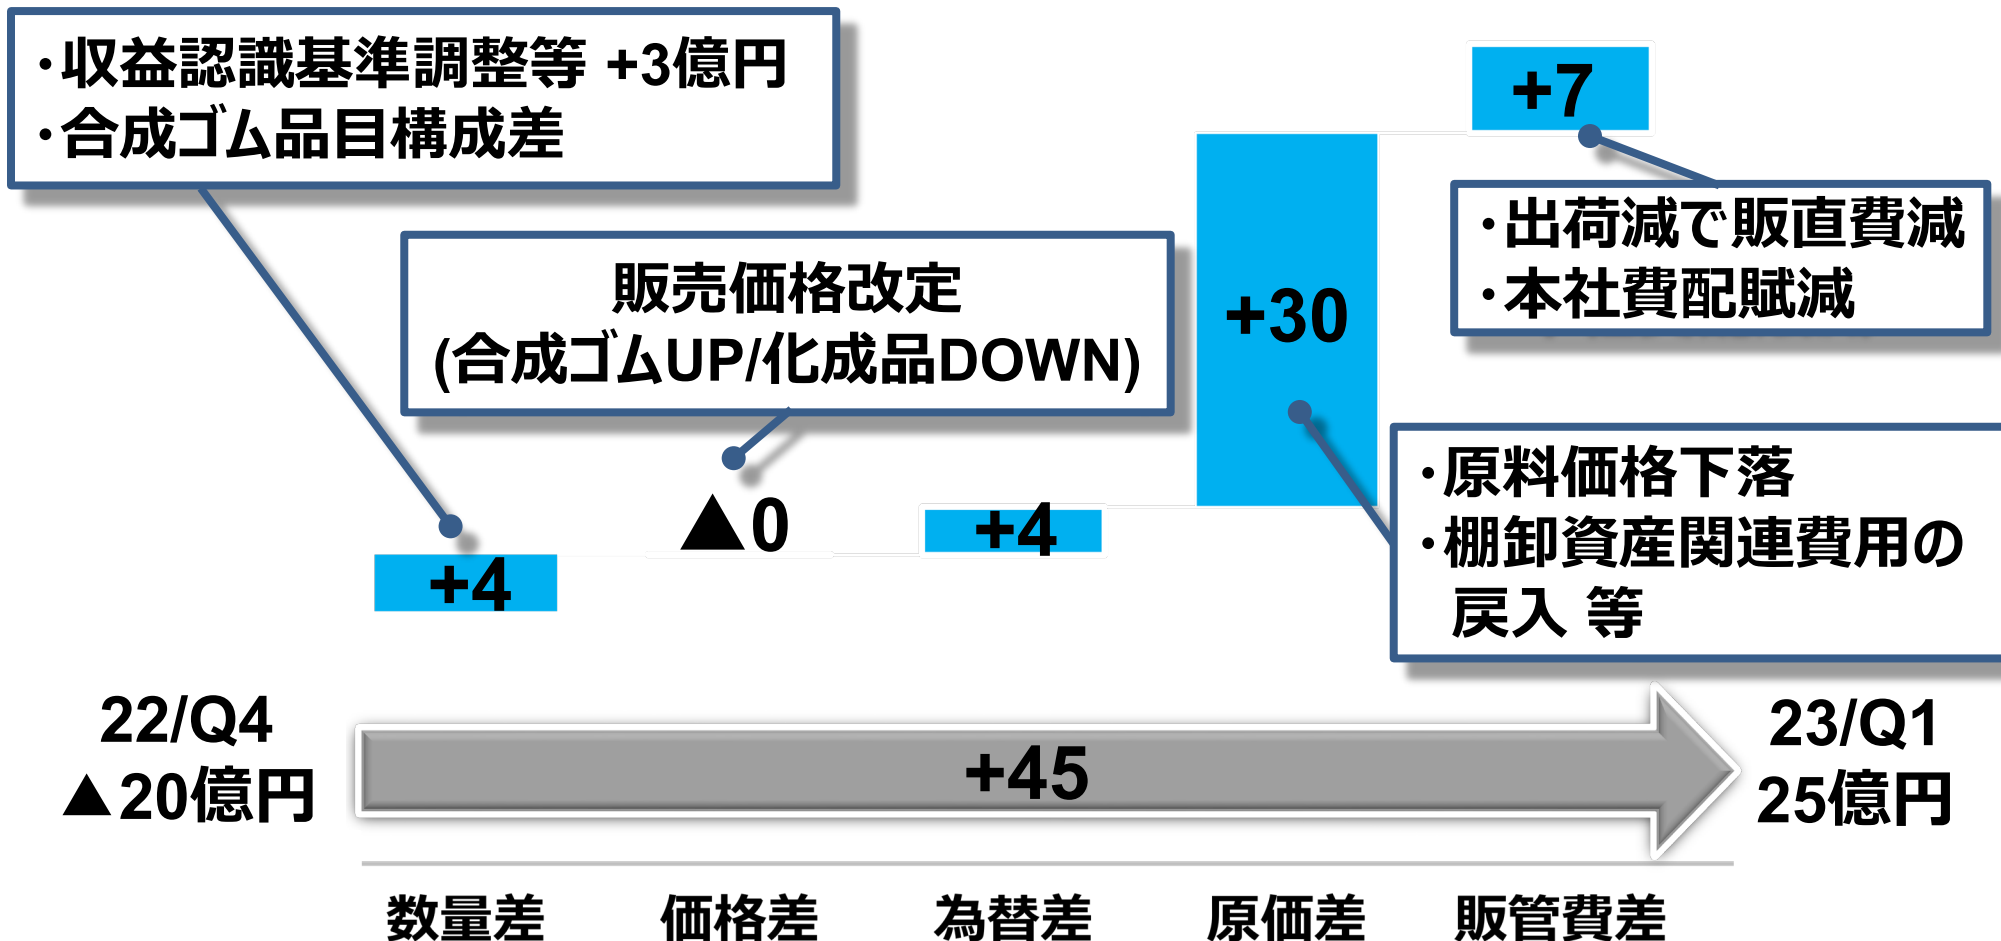 ・収益認識基準調整等 +3億円
・合成ゴム品目構成差
販売価格改定
(合成ゴムUP/化成品DOWN)
+7
・出荷減で販直費減
・本社費配賦減
+30
・原料価格下落
・棚卸資産関連費用の
戻入 等
+4
▲0
+4
22/Q4
▲20億円
+45
23/Q1
25億円
数量差
価格差
為替差
原価差
販管費差